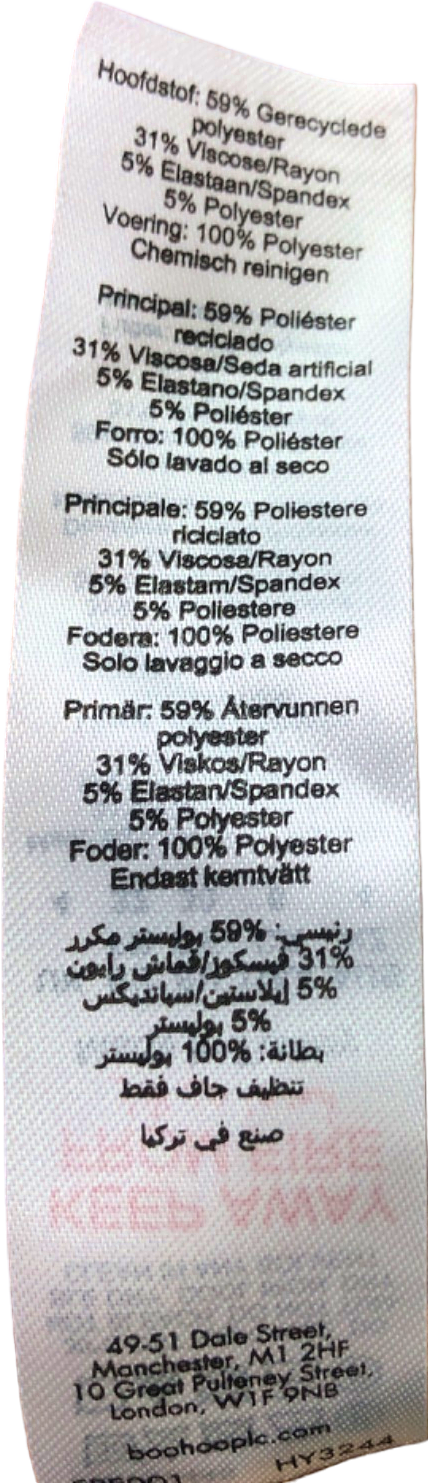 Hoofdstof: 59% Gerecyclede
polyester
31% Viscose/Rayon
5% Elastaan/Spandex
5% Polyester
Voering: 100% Polyester
Chemisch reinigen
Principal: 59% Poliéster
reciclado
31% Viscosa/Seda artificial
5% Elastano/Spandex
5% Poliéster
Forro: 100% Poliéster
Sólo lavado al seco
Principale: 59% Poliestere
riciclato
31% Viscosa/Rayon
5% Elastam/Spandex
5% Poliestere
Fodera: 100% Poliestere
Solo lavaggio a secco
Primär: 59% Återvunnen
polyester
31% Viskos/Rayon
5% Elastan/Spandex
5% Polyester
Foder: 100% Polyester
Endast kemtvätt
رئيسي: 59% بوليستر مكرر
31% فيسكوز/قماش رايون
5% إيلاستين/سبانديكس
5% بوليستر
بطانة: 100% بوليستر
تنظيف جاف فقط
صنع في تركيا
KEEP AWAY
FROM FIRE
49-51 Dale Street,
Manchester, M1 2HF
10 Great Pulteney Street,
London, W1F 9NB
boohooplc.com
HY3244